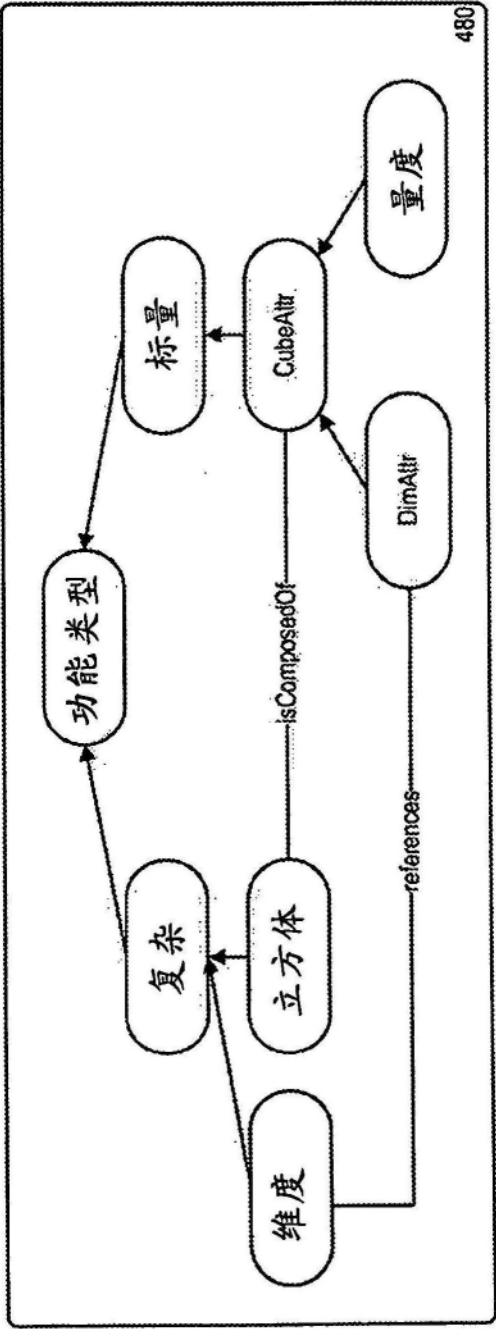 功能类型
复杂
标量
维度
立方体
isComposedOf
CubeAttr
references
DimAttr
量度
480